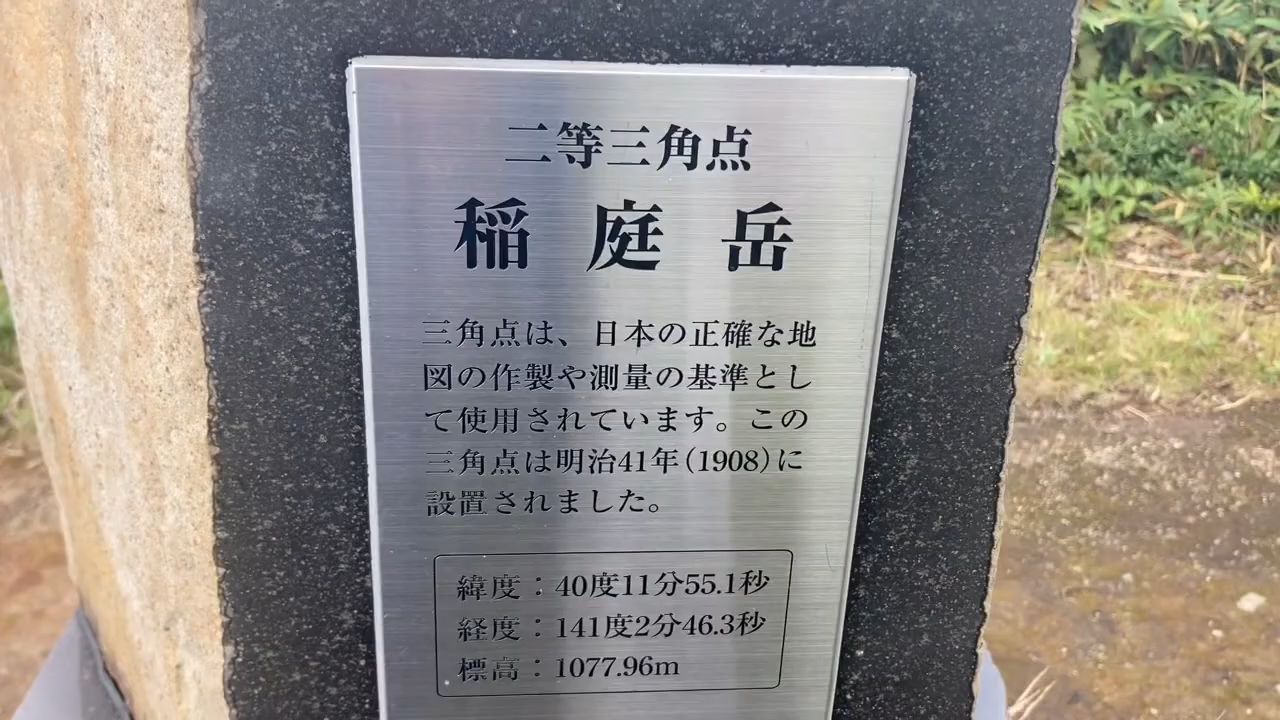 二等三角点
稲庭岳
三角点は、日本の正確な地
図の作製や測量の基準とし
て使用されています。この
三角点は明治41年(1908)に
設置されました。
緯度：40度11分55.1秒
経度：141度2分46.3秒
標高：1077.96m